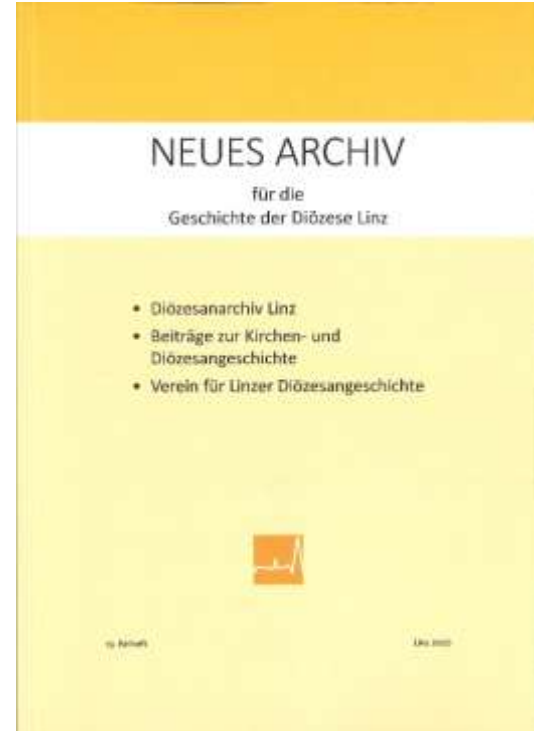 NEUES ARCHIV
für die
Geschichte der Diözese Linz
• Diözesanarchiv Linz
• Beiträge zur Kirchen- und
Diözesangeschichte
• Verein für Linzer Diözesangeschichte